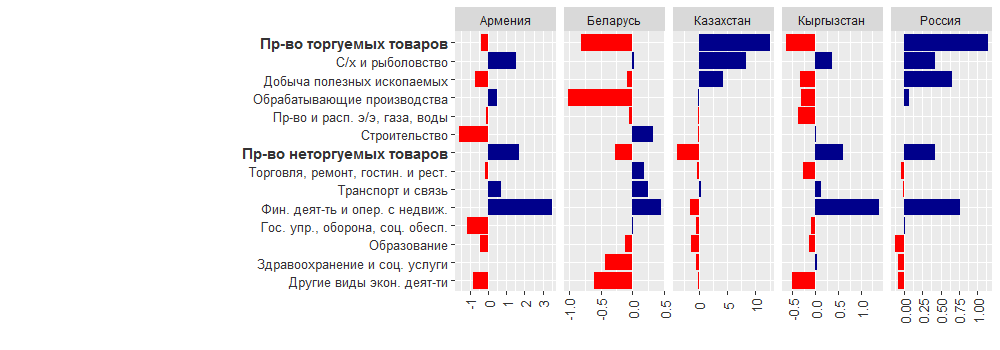 Армения Беларусь Казахстан Кыргызстан Россия
Пр-во торгуемых товаров
С/х и рыболовство
Добыча полезных ископаемых
Обрабатывающие производства
Пр-во и расп. э/э, газа, воды
Строительство
Пр-во неторгуемых товаров
Торговля, ремонт, гостин. и рест.
Транспорт и связь
Фин. деят-ть и опер. с недвиж.
Гос. упр., оборона, соц. обесп.
Образование
Здравоохранение и соц. услуги
Другие виды экон. деят-ти
-1 0 1 2 3 -1.0 -0.5 0.0 0.5 0 5 10 -0.5 0.0 0.5 1.0 0.00 0.25 0.50 0.75 1.00